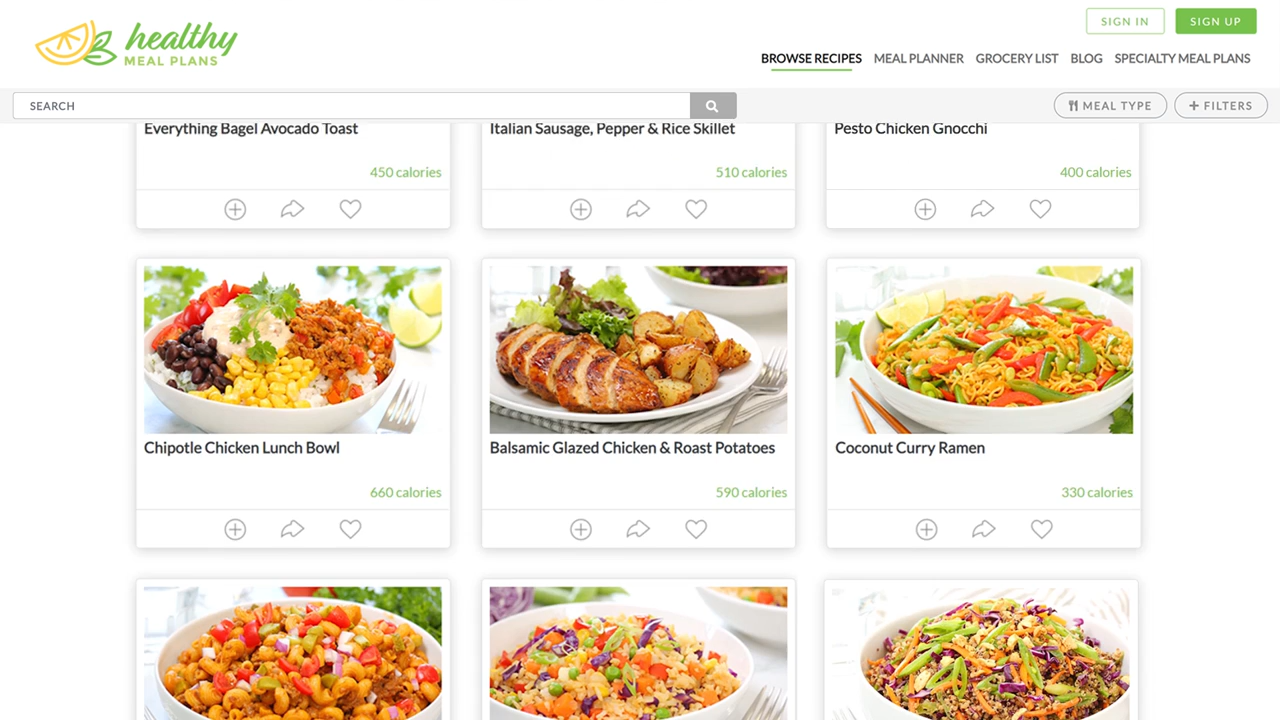 healthy
MEAL PLANS
SIGN IN
SIGN UP
BROWSE RECIPES
MEAL PLANNER
GROCERY LIST
BLOG
SPECIALTY MEAL PLANS
SEARCH
MEAL TYPE
FILTERS
Everything Bagel Avocado Toast
450 calories
Italian Sausage, Pepper & Rice Skillet
510 calories
Pesto Chicken Gnocchi
400 calories
Chipotle Chicken Lunch Bowl
660 calories
Balsamic Glazed Chicken & Roast Potatoes
590 calories
Coconut Curry Ramen
330 calories